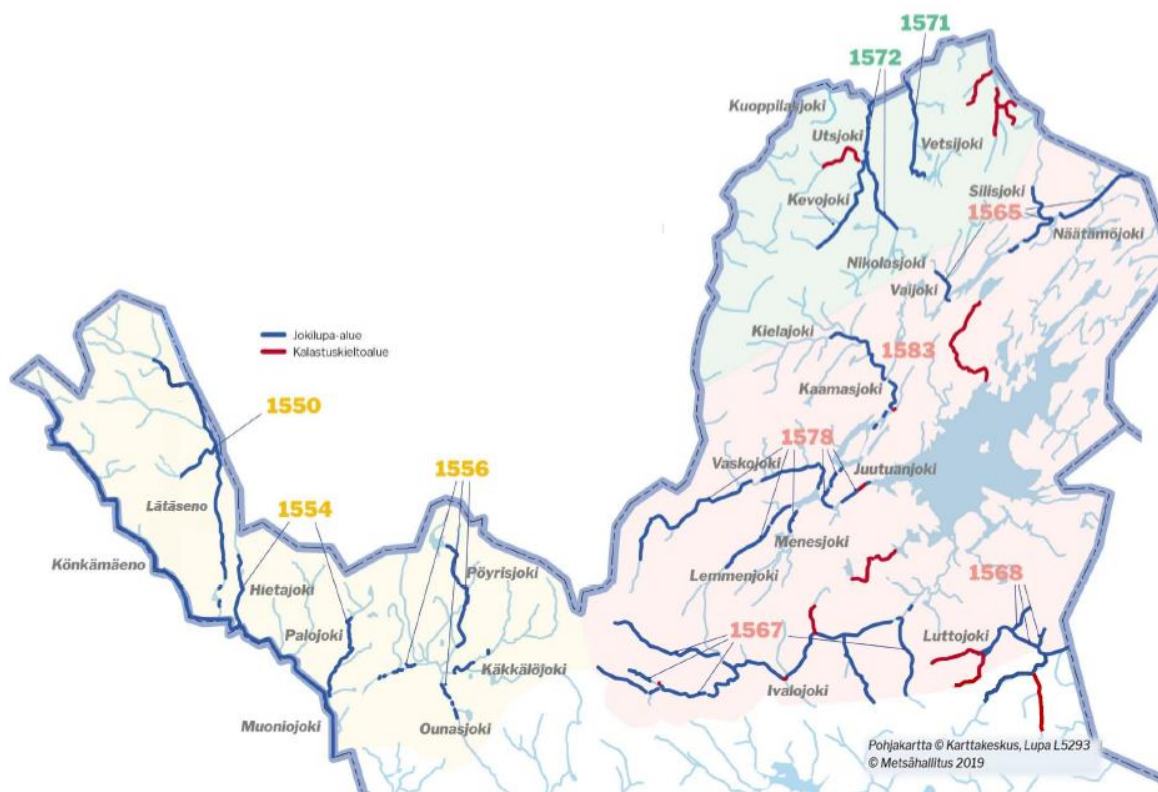 1571
1572
Kuoppilasjoki
Utsjoki
Vetsijoki
Kevojoki
Silisjoki
1565
Näätämöjoki
Nikolasjoki
Vaijoki
Jokilupa-alue
Kalastuskieltoalue
Kielajoki
1583
Kaamasjoki
1550
1578
Vaskojoki
Juutuanjoki
1556
Lätäseno
1554
Menesjoki
Könkämäeno
Pöyrisjoki
Lemmenjoki
1568
Hietajoki
Palojoki
1567
Luttojoki
Käkkälöjoki
Ivalojoki
Muoniojoki
Ounasjoki
Pohjakartta © Karttakeskus, Lupa L5293
© Metsähallitus 2019